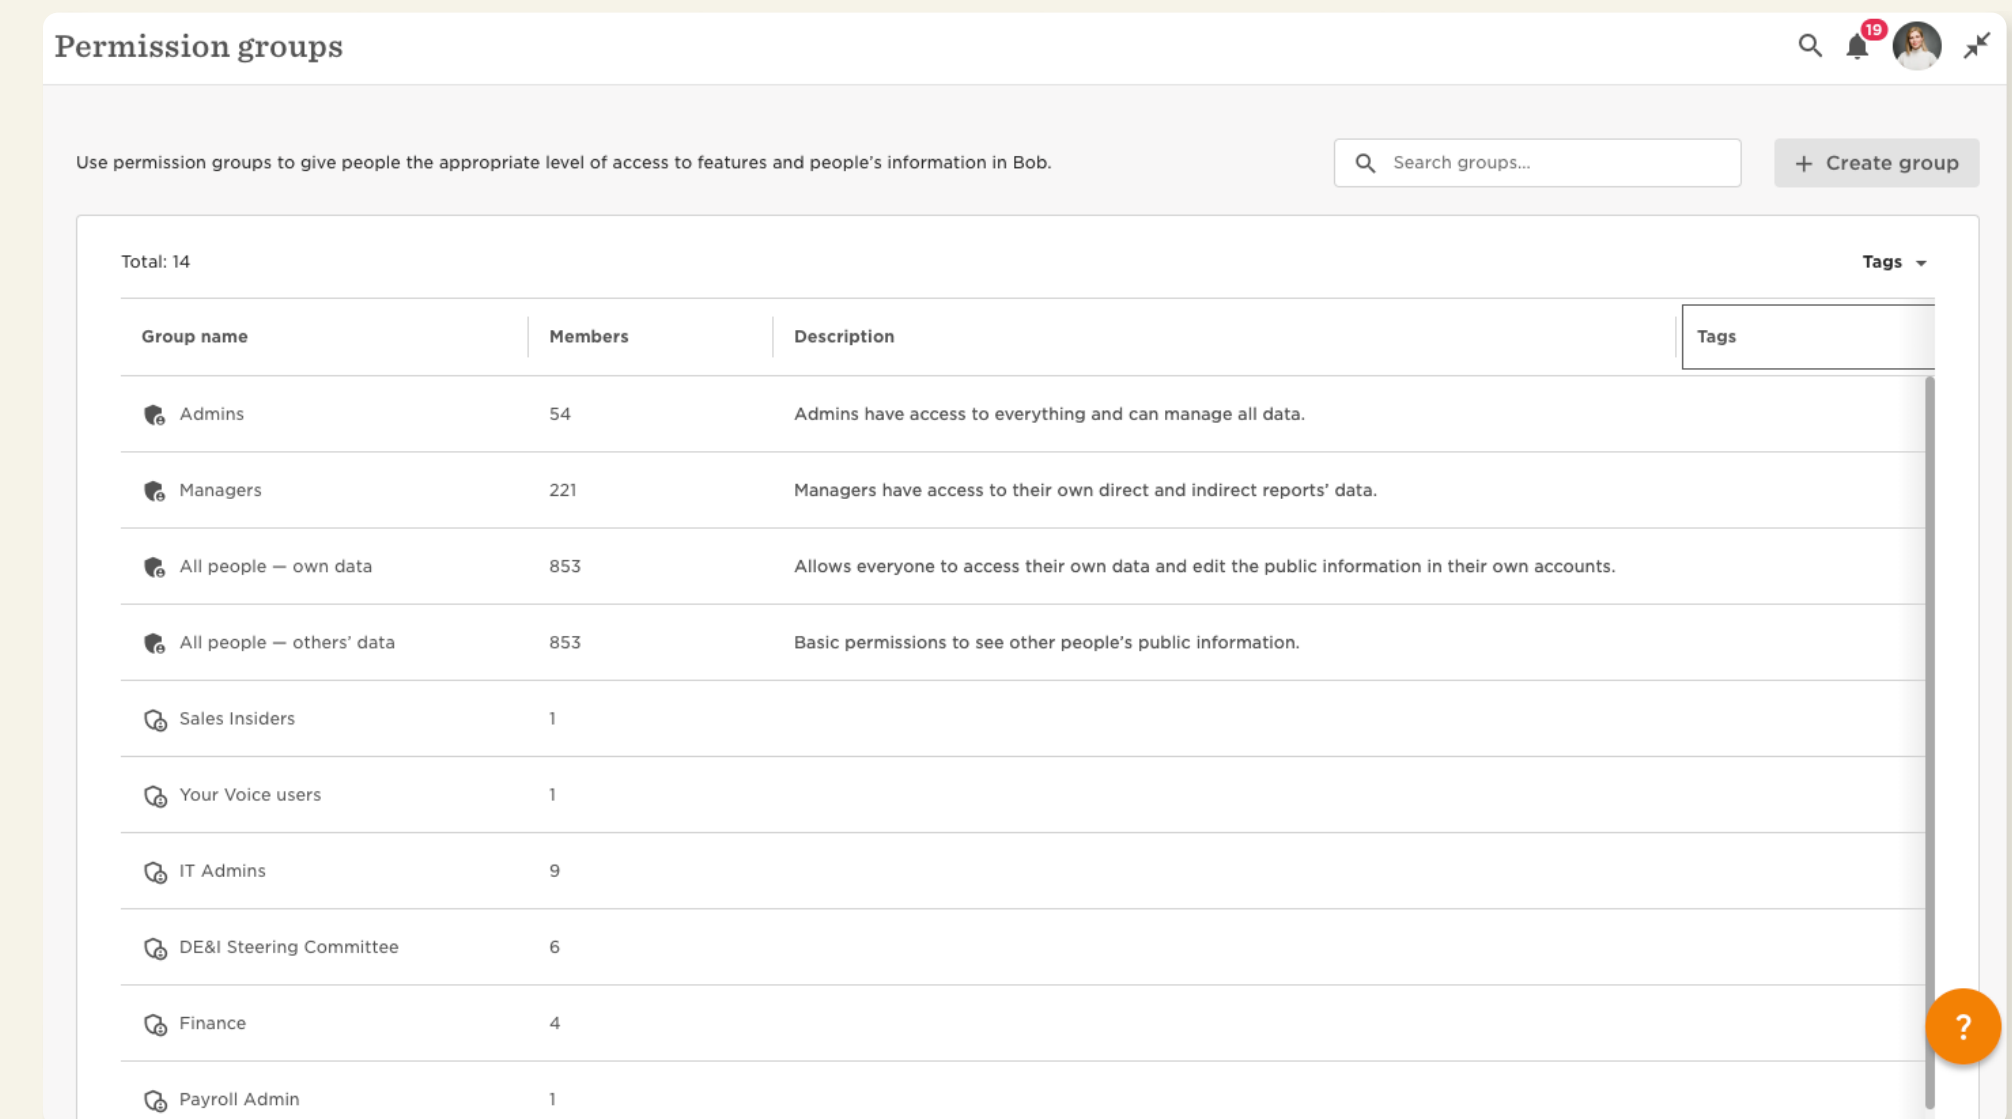 Permission groups
19
Use permission groups to give people the appropriate level of access to features and people’s information in Bob.
Search groups...
+ Create group
Total: 14
Tags
Group name Members Description Tags
Admins 54 Admins have access to everything and can manage all data.
Managers 221 Managers have access to their own direct and indirect reports’ data.
All people — own data 853 Allows everyone to access their own data and edit the public information in their own accounts.
All people — others’ data 853 Basic permissions to see other people’s public information.
Sales Insiders 1
Your Voice users 1
IT Admins 9
DE&I Steering Committee 6
Finance 4
?
Payroll Admin 1